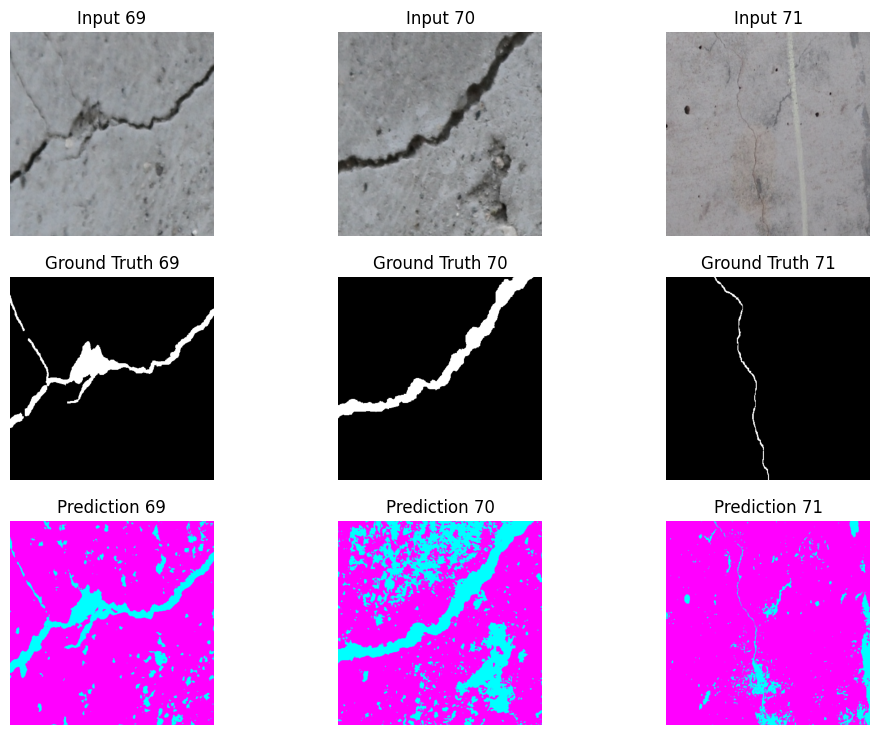 Input 69
Input 70
Input 71
Ground Truth 69
Ground Truth 70
Ground Truth 71
Prediction 69
Prediction 70
Prediction 71